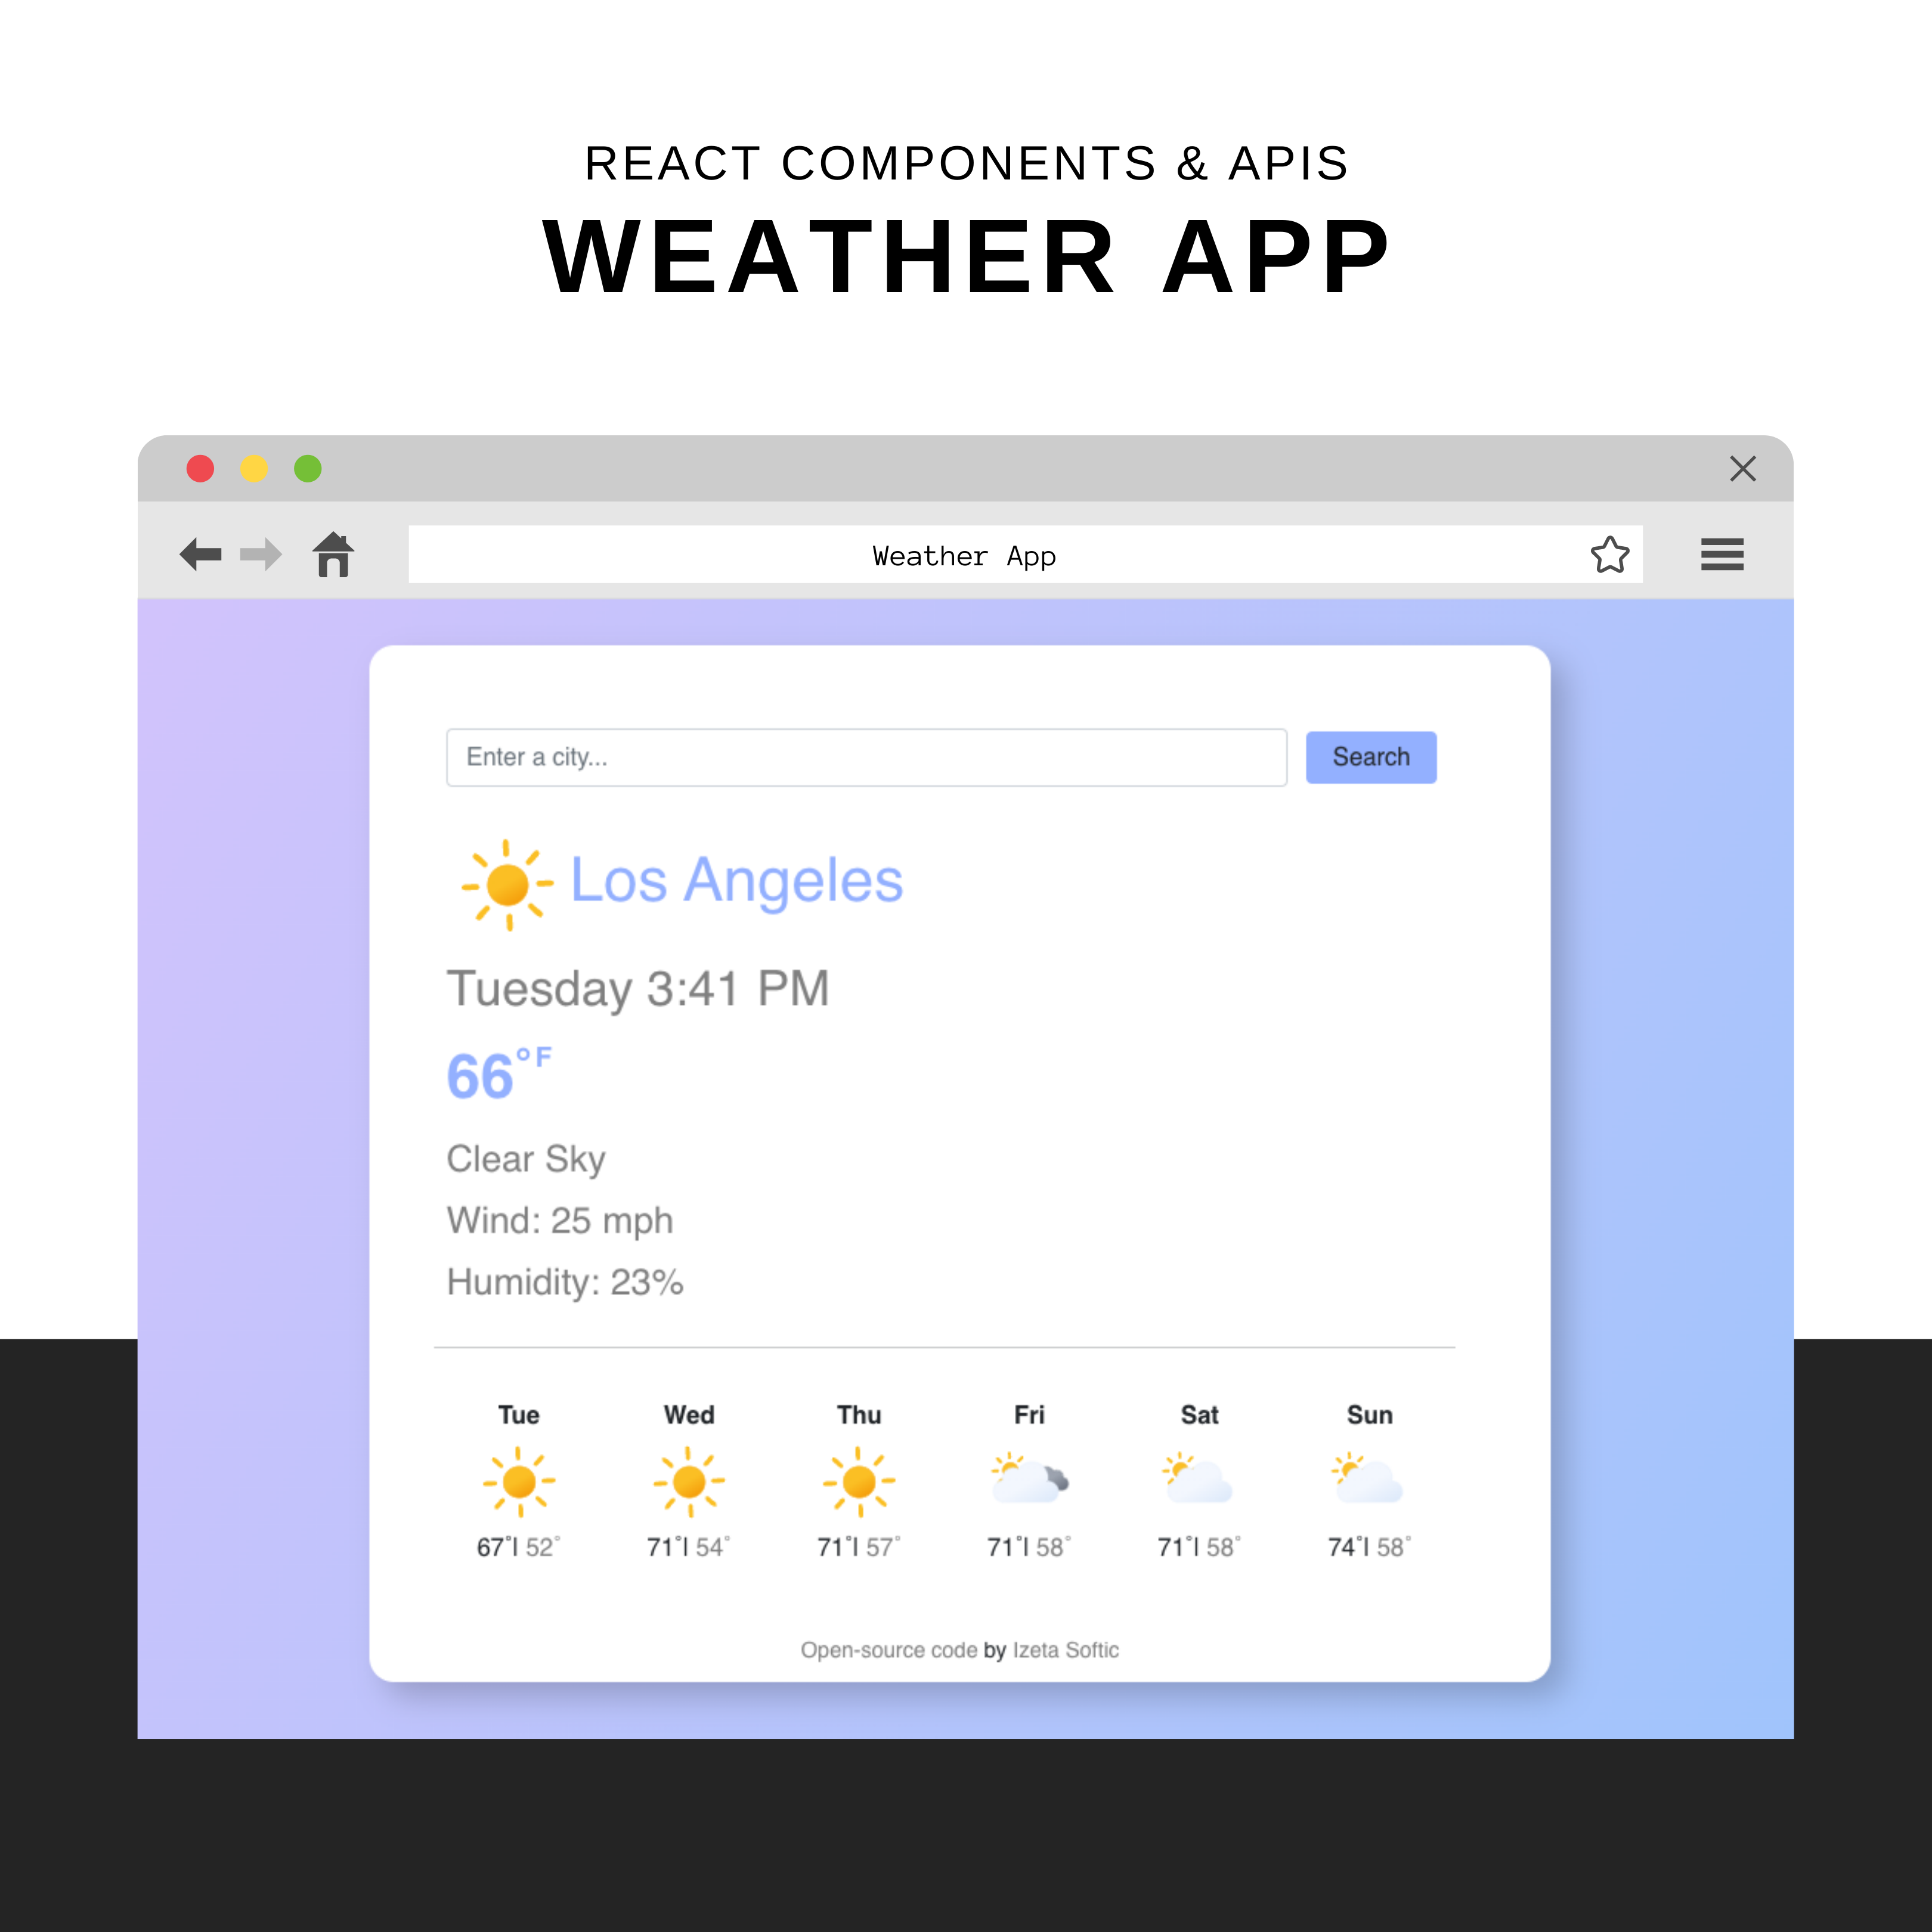 REACT COMPONENTS & APIS
WEATHER APP
Weather App
Enter a city...
Search
Los Angeles
Tuesday 3:41 PM
66°F
Clear Sky
Wind: 25 mph
Humidity: 23%
Tue Wed Thu Fri Sat Sun
67°| 52° 71°| 54° 71°| 57° 71°| 58° 71°| 58° 74°| 58°
Open-source code by Izeta Softic